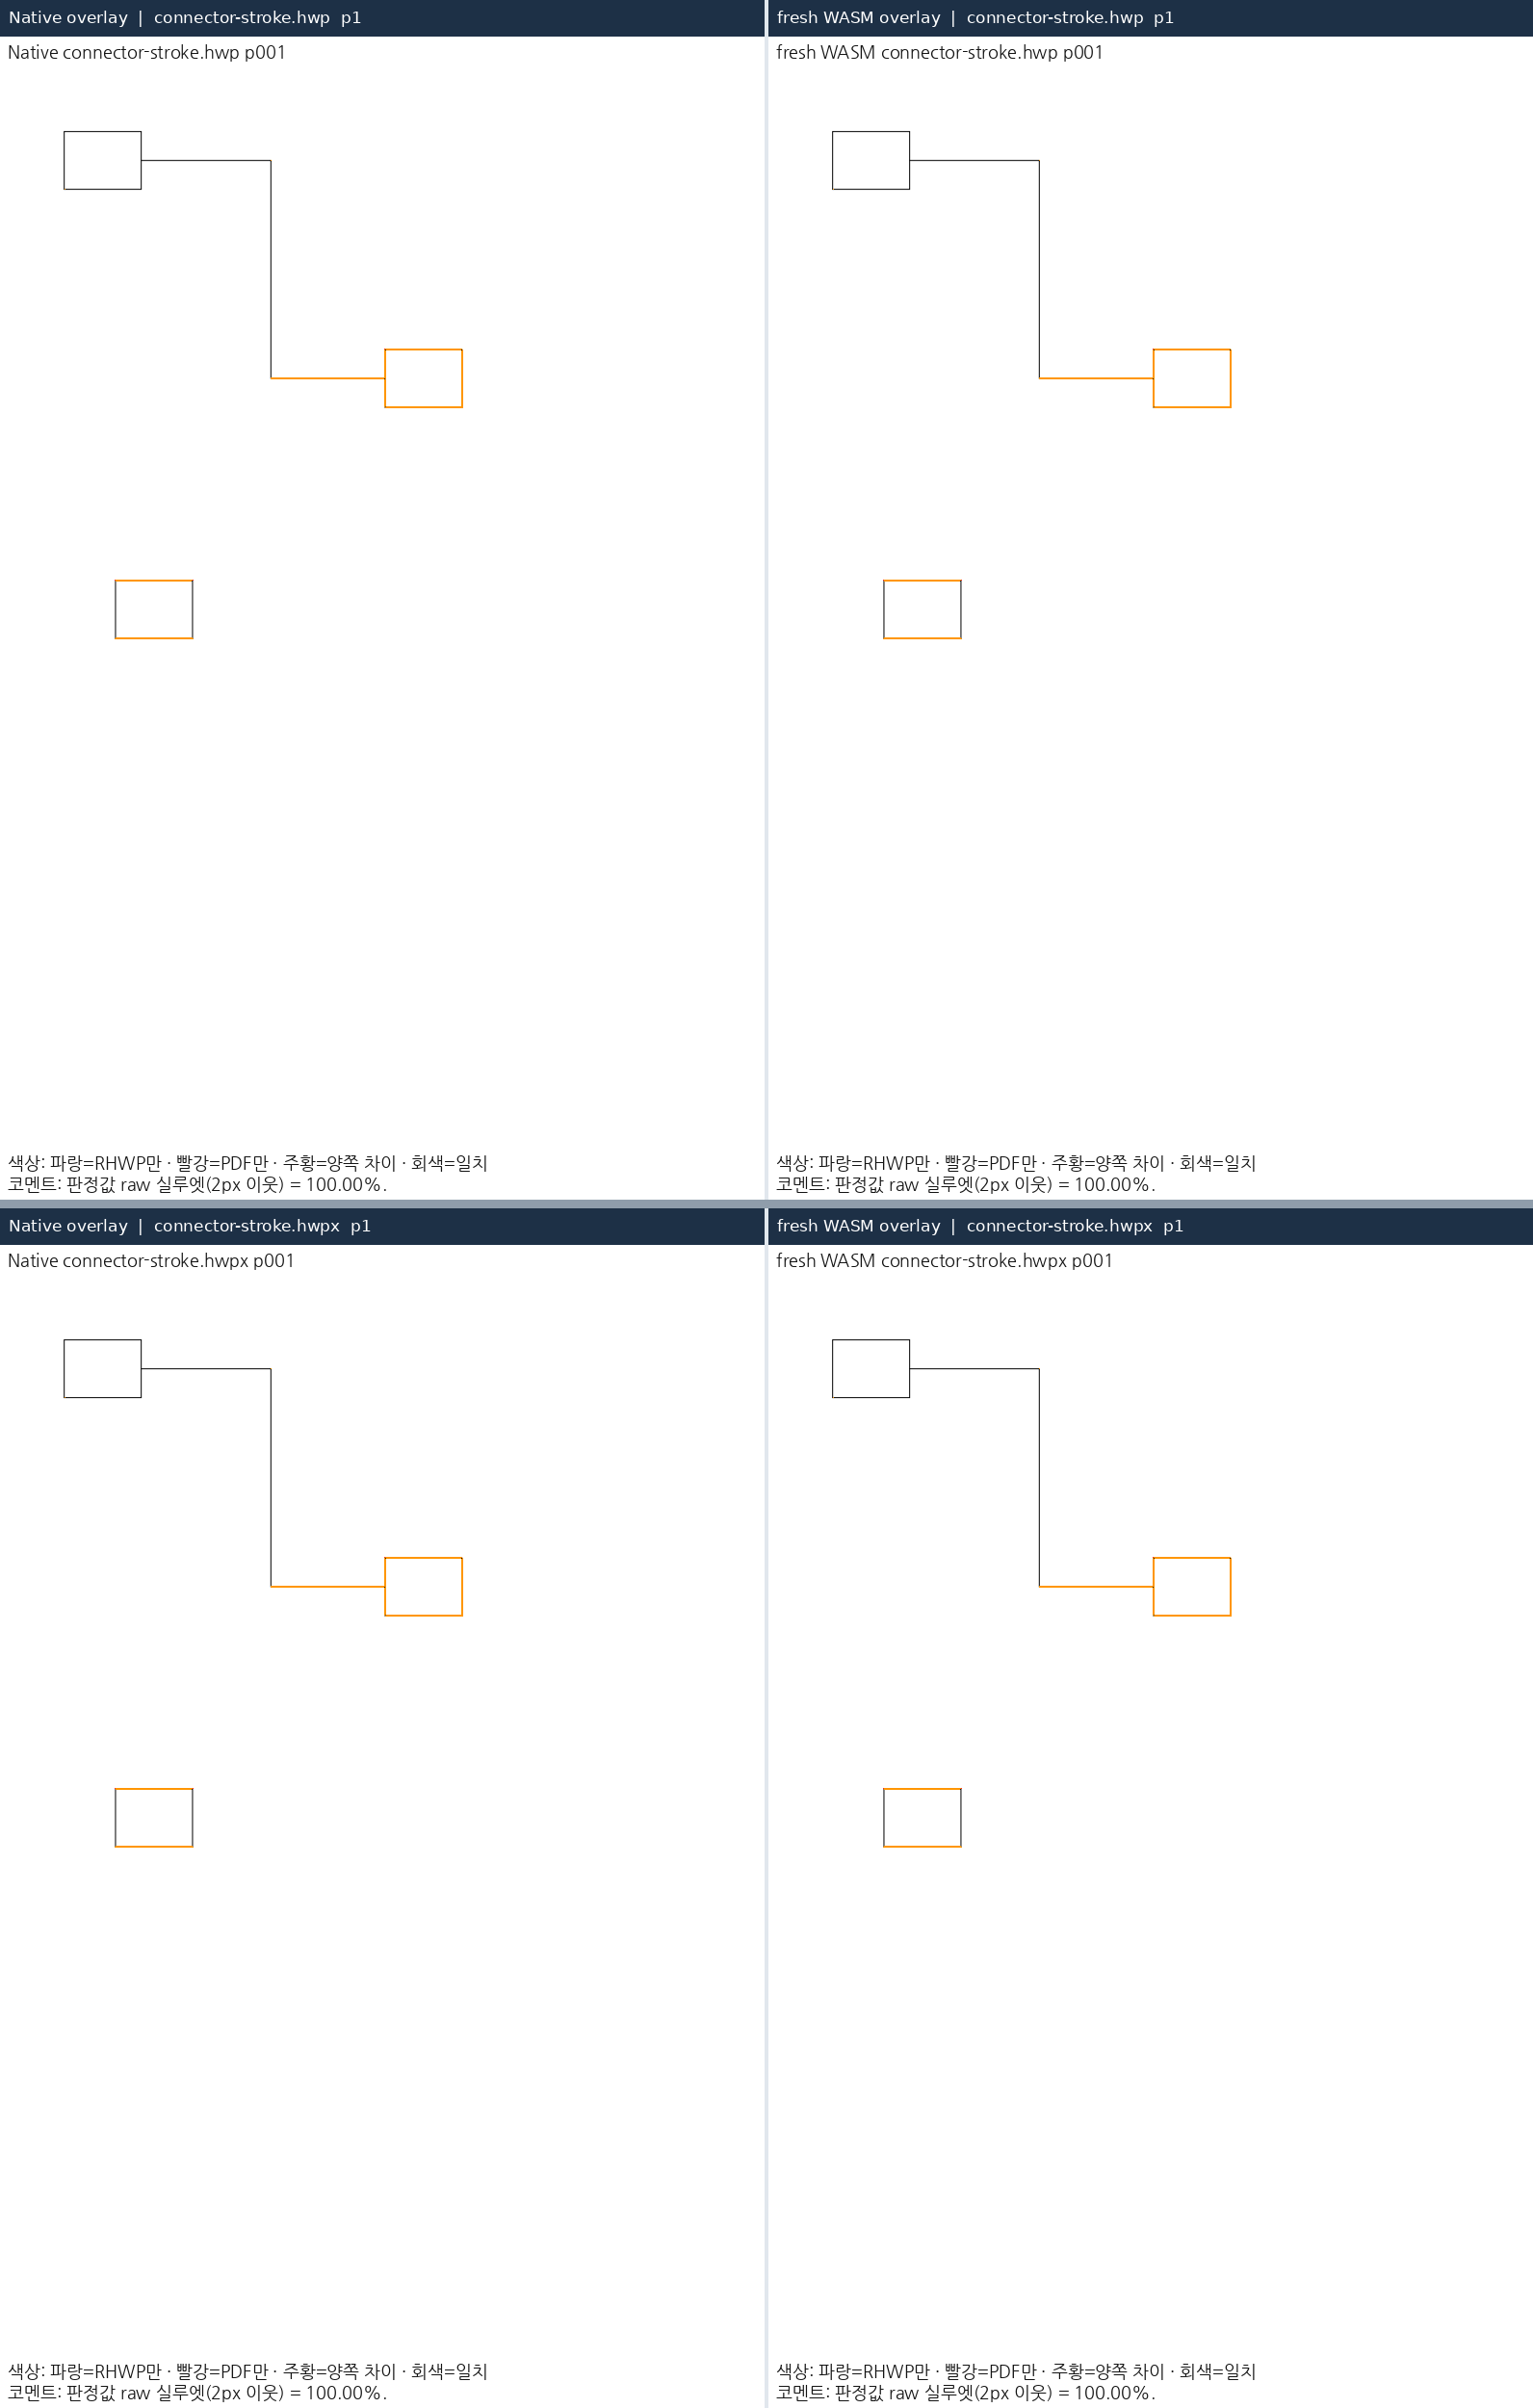 Native overlay | connector-stroke.hwp p1
Native connector-stroke.hwp p001
색상: 파랑=RHWP만 · 빨강=PDF만 · 주황=양쪽 차이 · 회색=일치
코멘트: 판정값 raw 실루엣(2px 이웃) = 100.00%.
fresh WASM overlay | connector-stroke.hwp p1
fresh WASM connector-stroke.hwp p001
색상: 파랑=RHWP만 · 빨강=PDF만 · 주황=양쪽 차이 · 회색=일치
코멘트: 판정값 raw 실루엣(2px 이웃) = 100.00%.
Native overlay | connector-stroke.hwpx p1
Native connector-stroke.hwpx p001
색상: 파랑=RHWP만 · 빨강=PDF만 · 주황=양쪽 차이 · 회색=일치
코멘트: 판정값 raw 실루엣(2px 이웃) = 100.00%.
fresh WASM overlay | connector-stroke.hwpx p1
fresh WASM connector-stroke.hwpx p001
색상: 파랑=RHWP만 · 빨강=PDF만 · 주황=양쪽 차이 · 회색=일치
코멘트: 판정값 raw 실루엣(2px 이웃) = 100.00%.